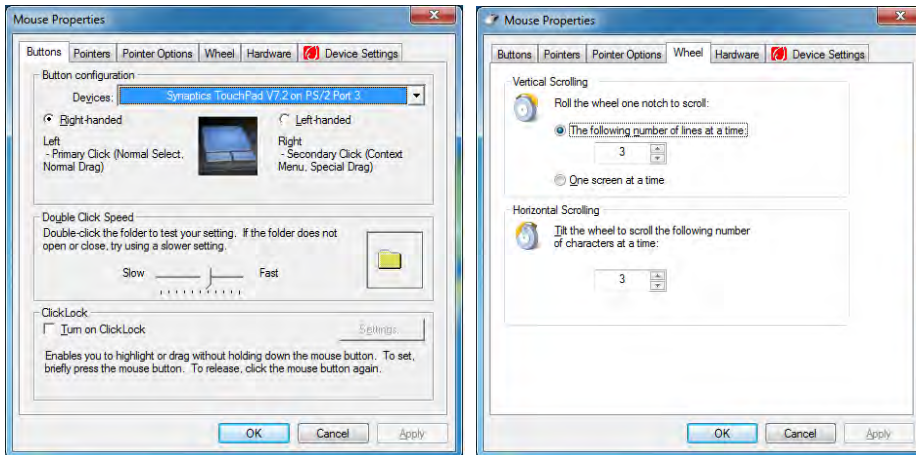 Mouse Properties
Buttons Pointers Pointer Options Wheel Hardware Device Settings
Button configuration
Devices: Synaptics TouchPad V7.2 on PS/2 Port 3
Right-handed Left-handed
Left
- Primary Click (Normal Select,
Normal Drag)
Right
- Secondary Click (Context
Menu, Special Drag)
Double Click Speed
Double-click the folder to test your setting. If the folder does not
open or close, try using a slower setting.
Slow Fast
ClickLock
Turn on ClickLock Settings...
Enables you to highlight or drag without holding down the mouse button. To set,
briefly press the mouse button. To release, click the mouse button again.
OK Cancel Apply
Mouse Properties
Buttons Pointers Pointer Options Wheel Hardware Device Settings
Vertical Scrolling
Roll the wheel one notch to scroll:
The following number of lines at a time:
3
One screen at a time
Horizontal Scrolling
Tilt the wheel to scroll the following number
of characters at a time:
3
OK Cancel Apply